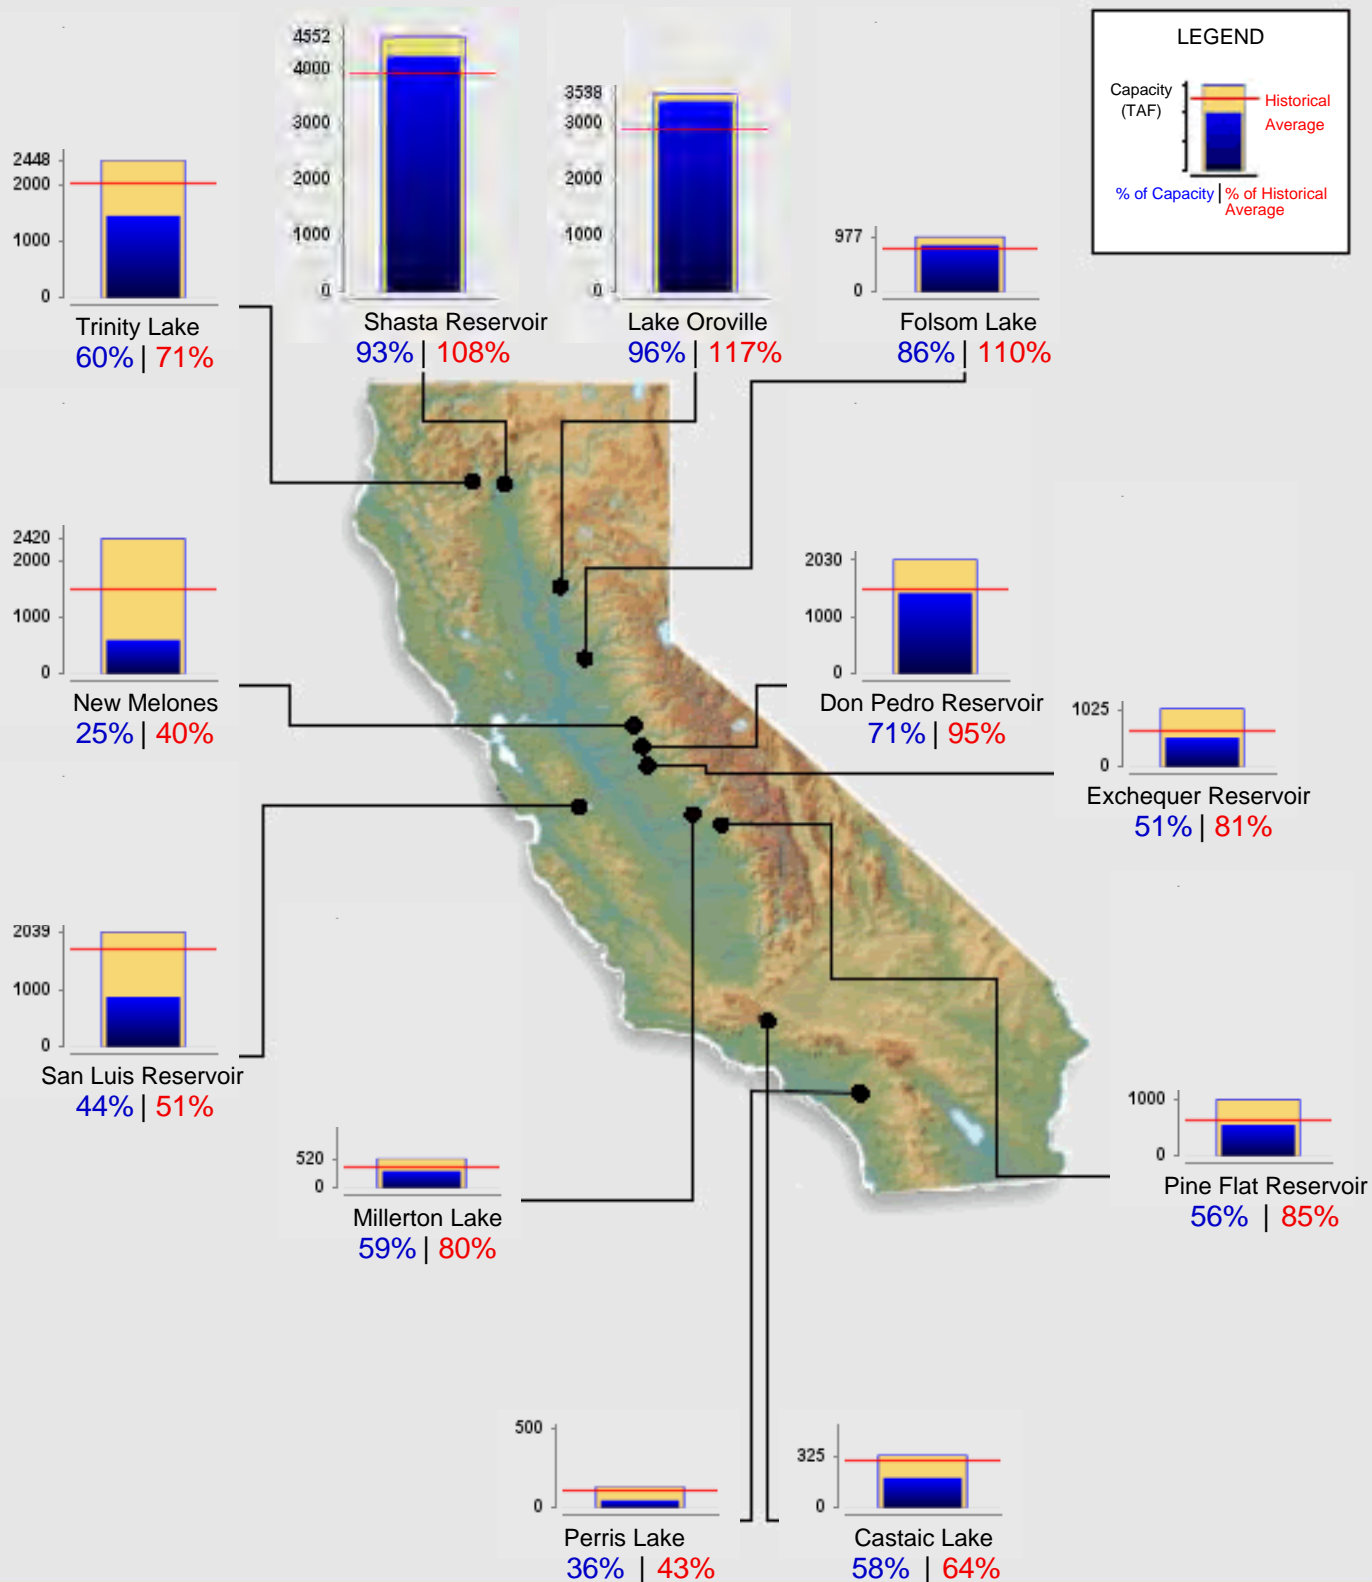 LEGEND
Capacity
(TAF)
Historical
Average
% of Capacity | % of Historical
Average
2448
2000
1000
0
Trinity Lake
60% | 71%
4552
4000
3000
2000
1000
0
Shasta Reservoir
93% | 108%
3538
3000
2000
1000
0
Lake Oroville
96% | 117%
977
0
Folsom Lake
86% | 110%
2420
2000
1000
0
New Melones
25% | 40%
2030
1000
0
Don Pedro Reservoir
71% | 95%
1025
0
Exchequer Reservoir
51% | 81%
2039
1000
0
San Luis Reservoir
44% | 51%
520
0
Millerton Lake
59% | 80%
1000
0
Pine Flat Reservoir
56% | 85%
500
0
Perris Lake
36% | 43%
325
0
Castaic Lake
58% | 64%